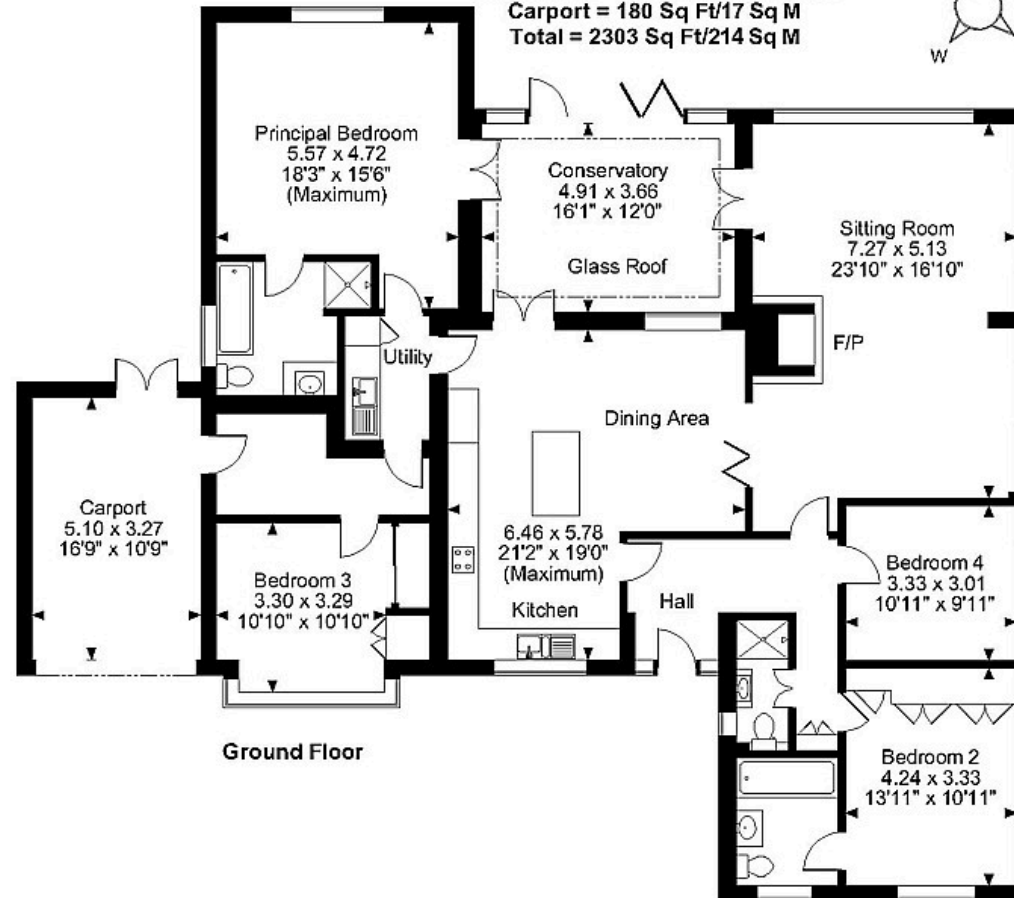 Carport = 180 Sq Ft/17 Sq M
Total = 2303 Sq Ft/214 Sq M
W
Principal Bedroom
5.57 x 4.72
18'3" x 15'6"
(Maximum)
Conservatory
4.91 x 3.66
16'1" x 12'0"
Glass Roof
Sitting Room
7.27 x 5.13
23'10" x 16'10"
F/P
Utility
Dining Area
Carport
5.10 x 3.27
16'9" x 10'9"
Bedroom 3
3.30 x 3.29
10'10" x 10'10"
6.46 x 5.78
21'2" x 19'0"
(Maximum)
Kitchen
Hall
Bedroom 4
3.33 x 3.01
10'11" x 9'11"
Bedroom 2
4.24 x 3.33
13'11" x 10'11"
Ground Floor